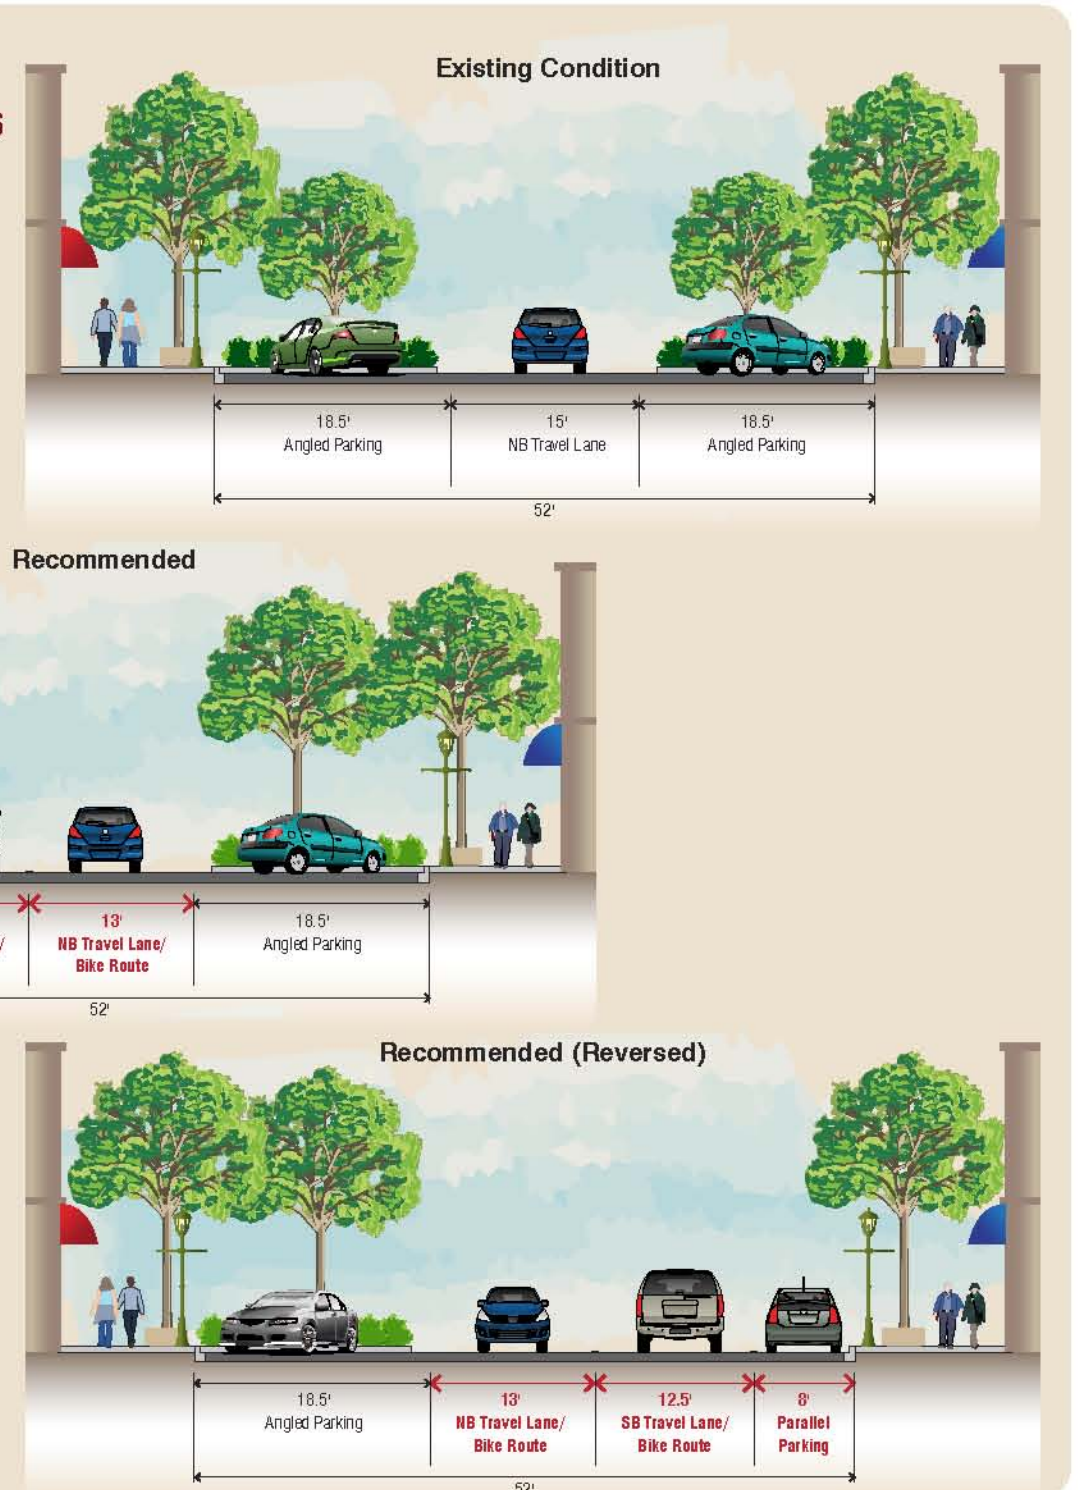 Existing Condition
18.5' 15' 18.5'
Angled Parking NB Travel Lane Angled Parking
52'
Recommended
13' 18.5'
NB Travel Lane/ Angled Parking
Bike Route
52'
Recommended (Reversed)
18.5' 13' 12.5' 8'
Angled Parking NB Travel Lane/ SB Travel Lane/ Parallel
Bike Route Bike Route Parking